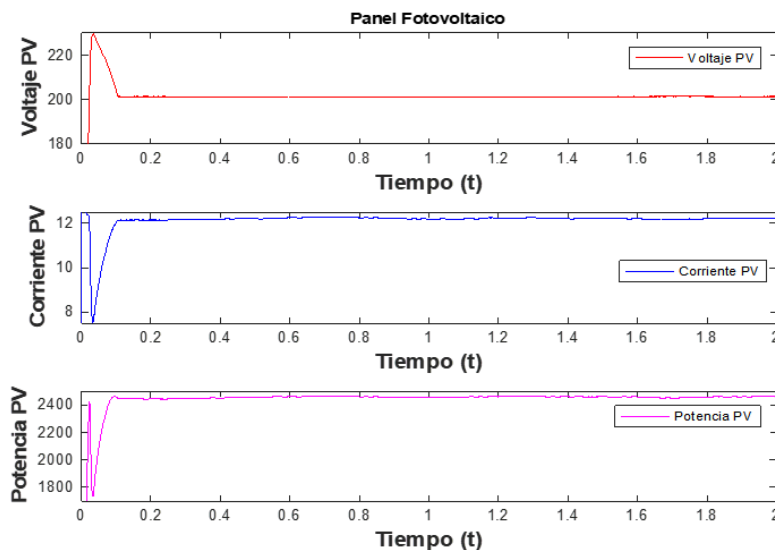 Panel Fotovoltaico
Voltaje PV
220
200
180
Voltaje PV
0 0.2 0.4 0.6 0.8 1 1.2 1.4 1.6 1.8 2
Tiempo (t)
Corriente PV
12
10
8
Corriente PV
0 0.2 0.4 0.6 0.8 1 1.2 1.4 1.6 1.8 2
Tiempo (t)
Potencia PV
2400
2200
2000
1800
Potencia PV
0 0.2 0.4 0.6 0.8 1 1.2 1.4 1.6 1.8 2
Tiempo (t)